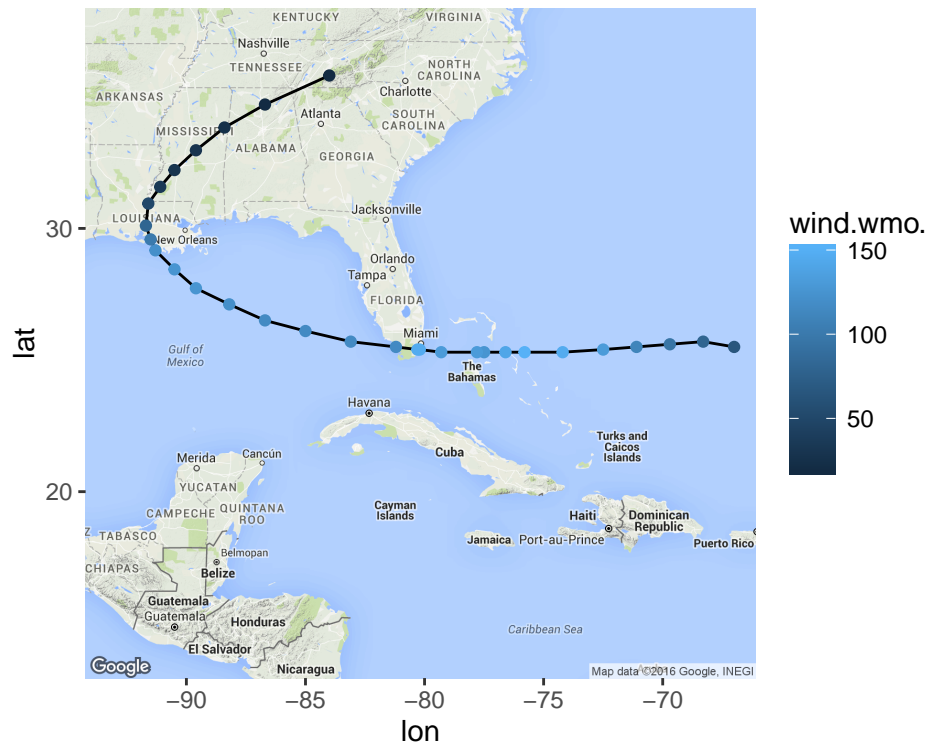 KENTUCKY
VIRGINIA
Nashville
TENNESSEE
NORTH
CAROLINA
Charlotte
ARKANSAS
Atlanta
SOUTH
CAROLINA
MISSISSIPPI
ALABAMA
GEORGIA
Jacksonville
LOUISIANA
New Orleans
Orlando
Tampa
FLORIDA
Miami
Gulf of
Mexico
The
Bahamas
Havana
Cuba
Turks and
Caicos
Islands
Merida
Cancún
YUCATAN
CAMPECHE
QUINTANA
ROO
Cayman
Islands
Haiti
Dominican
Republic
Z
TABASCO
Jamaica
Port-au-Prince
Puerto Rico
Belmopan
CHIAPAS
Belize
Guatemala
Guatemala
Honduras
El Salvador
Caribbean Sea
Nicaragua
Google
Map data ©2016 Google, INEGI
30
20
lat
−90
−85
−80
−75
−70
lon
wind.wmo.
150
100
50